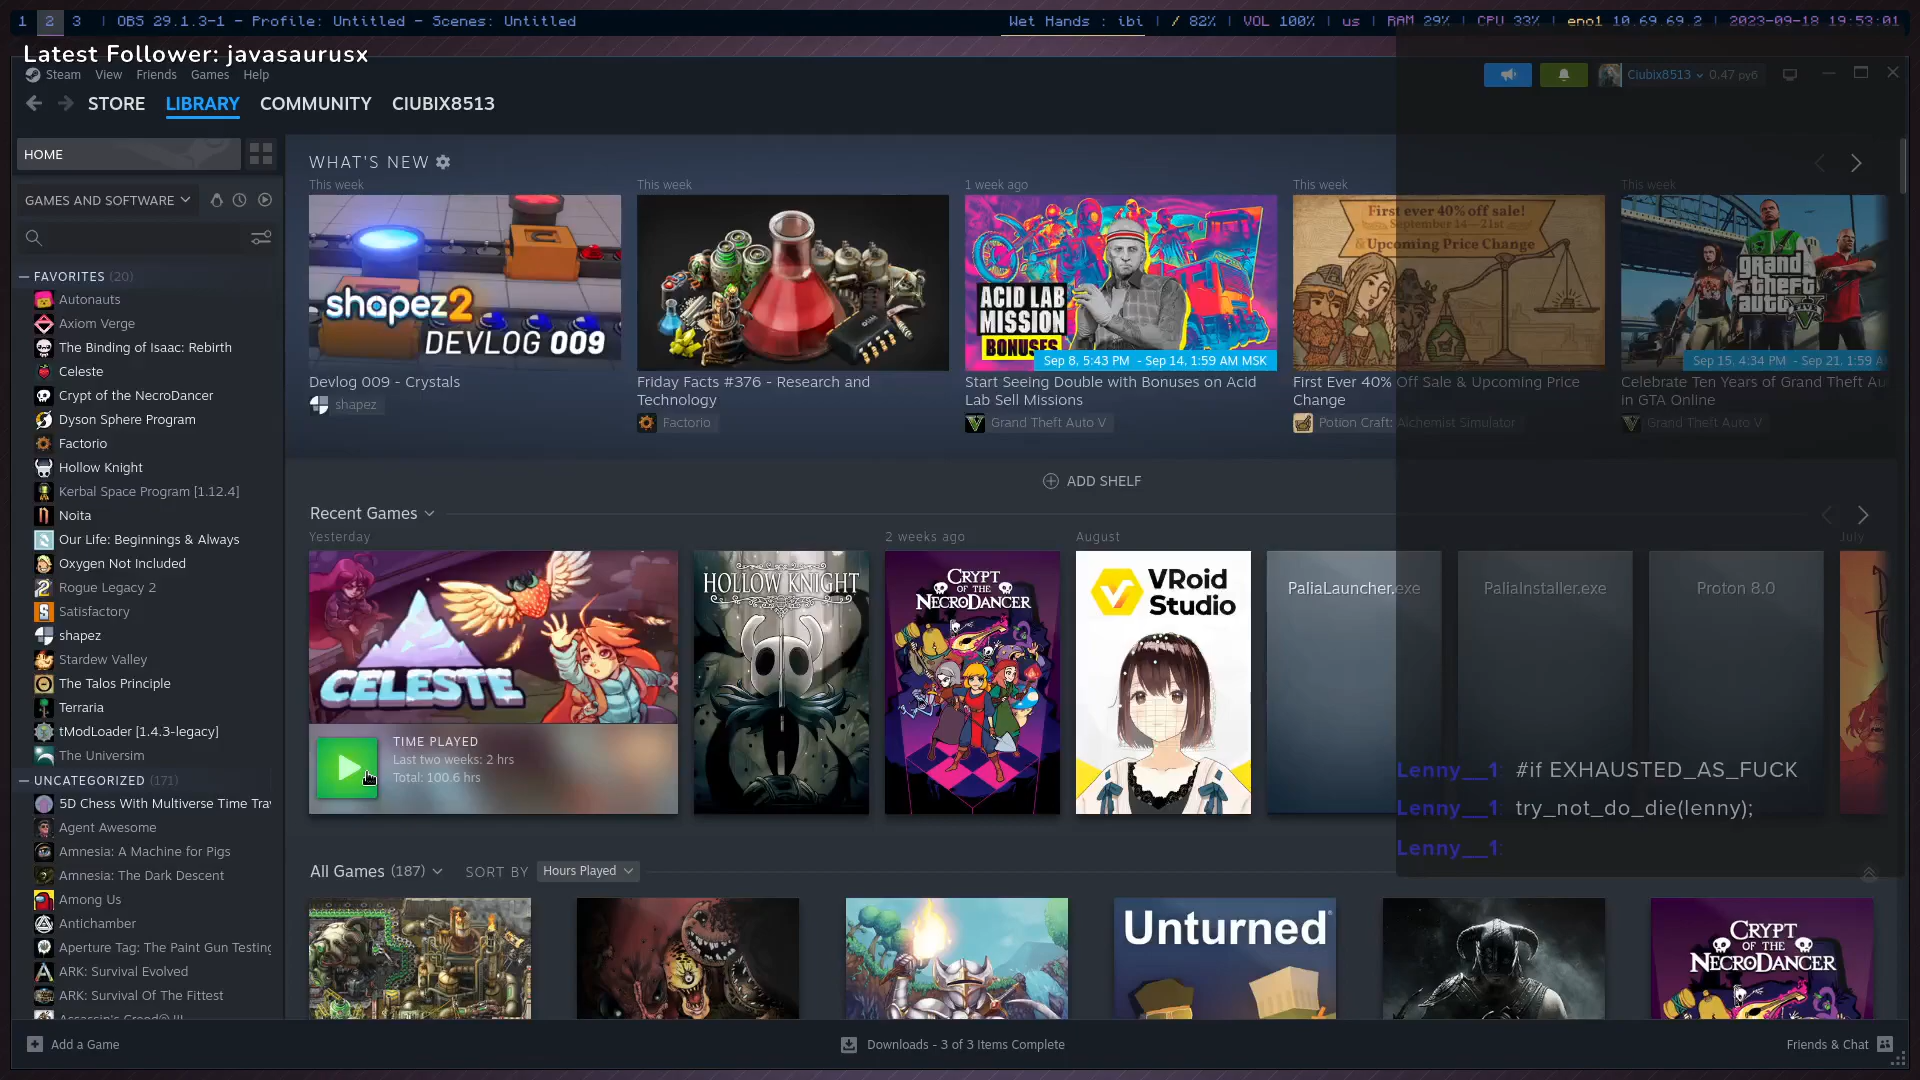 1 2 3 | OBS 29.1.3-1 - Profile: Untitled - Scenes: Untitled
Wet Hands : ibi | / 82% | VOL 100% | us | RAM 29% | CPU 33% | eno1 10.69.69.2 | 2023-09-18 19:53:01
Latest Follower: javasaurusx
Steam View Friends Games Help
Ciubix8513 0.47 руб
STORE LIBRARY COMMUNITY CIUBIX8513
HOME
GAMES AND SOFTWARE
FAVORITES (20)
Autonauts
Axiom Verge
The Binding of Isaac: Rebirth
Celeste
Crypt of the NecroDancer
Dyson Sphere Program
Factorio
Hollow Knight
Kerbal Space Program [1.12.4]
Noita
Our Life: Beginnings & Always
Oxygen Not Included
Rogue Legacy 2
Satisfactory
shapez
Stardew Valley
The Talos Principle
Terraria
tModLoader [1.4.3-legacy]
The Universim
UNCATEGORIZED (171)
5D Chess With Multiverse Time Tra
Agent Awesome
Amnesia: A Machine for Pigs
Amnesia: The Dark Descent
Among Us
Antichamber
Aperture Tag: The Paint Gun Testing
ARK: Survival Evolved
ARK: Survival Of The Fittest
Assassin's Creed® III
WHAT'S NEW
This week
shapez2
DEVLOG 009
Devlog 009 - Crystals
shapez
This week
Friday Facts #376 - Research and
Technology
Factorio
1 week ago
ACID LAB
MISSION
BONUSES
Sep 8, 5:43 PM - Sep 14, 1:59 AM MSK
Start Seeing Double with Bonuses on Acid
Lab Sell Missions
Grand Theft Auto V
This week
First ever 40% off sale!
September 14-21st
& Upcoming Price Change
First Ever 40% Off Sale & Upcoming Price
Change
Potion Craft: Alchemist Simulator
This week
grand
theft
auto
V
Sep 15, 4:34 PM - Sep 21, 1:59 A
Celebrate Ten Years of Grand Theft Au
in GTA Online
Grand Theft Auto V
ADD SHELF
Recent Games
Yesterday
CELESTE
TIME PLAYED
Last two weeks: 2 hrs
Total: 100.6 hrs
HOLLOW KNIGHT
2 weeks ago
CRYPT
OF THE
NECRODANCER
August
VRoid
Studio
PaliaLauncher.exe
PaliaInstaller.exe
Proton 8.0
July
Lenny__1: #if EXHAUSTED_AS_FUCK
Lenny__1: try_not_do_die(lenny);
Lenny__1:
All Games (187) SORT BY Hours Played
Unturned
CRYPT
OF THE
NECRODANCER
Add a Game
Downloads - 3 of 3 Items Complete
Friends & Chat